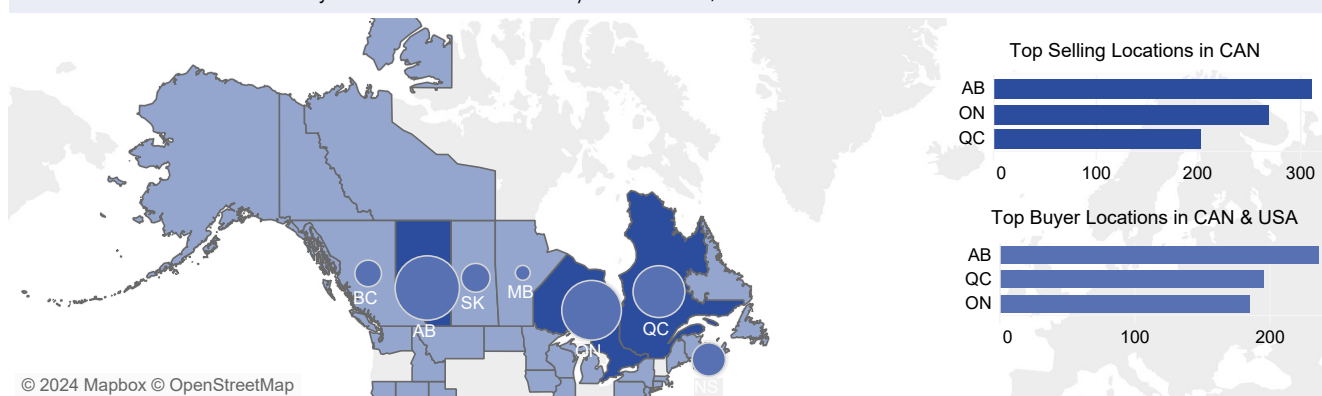 Top Selling Locations in CAN
AB
ON
QC
0 100 200 300
Top Buyer Locations in CAN & USA
AB
QC
ON
0 100 200
BC
AB
SK
MB
ON
QC
NS
© 2024 Mapbox © OpenStreetMap